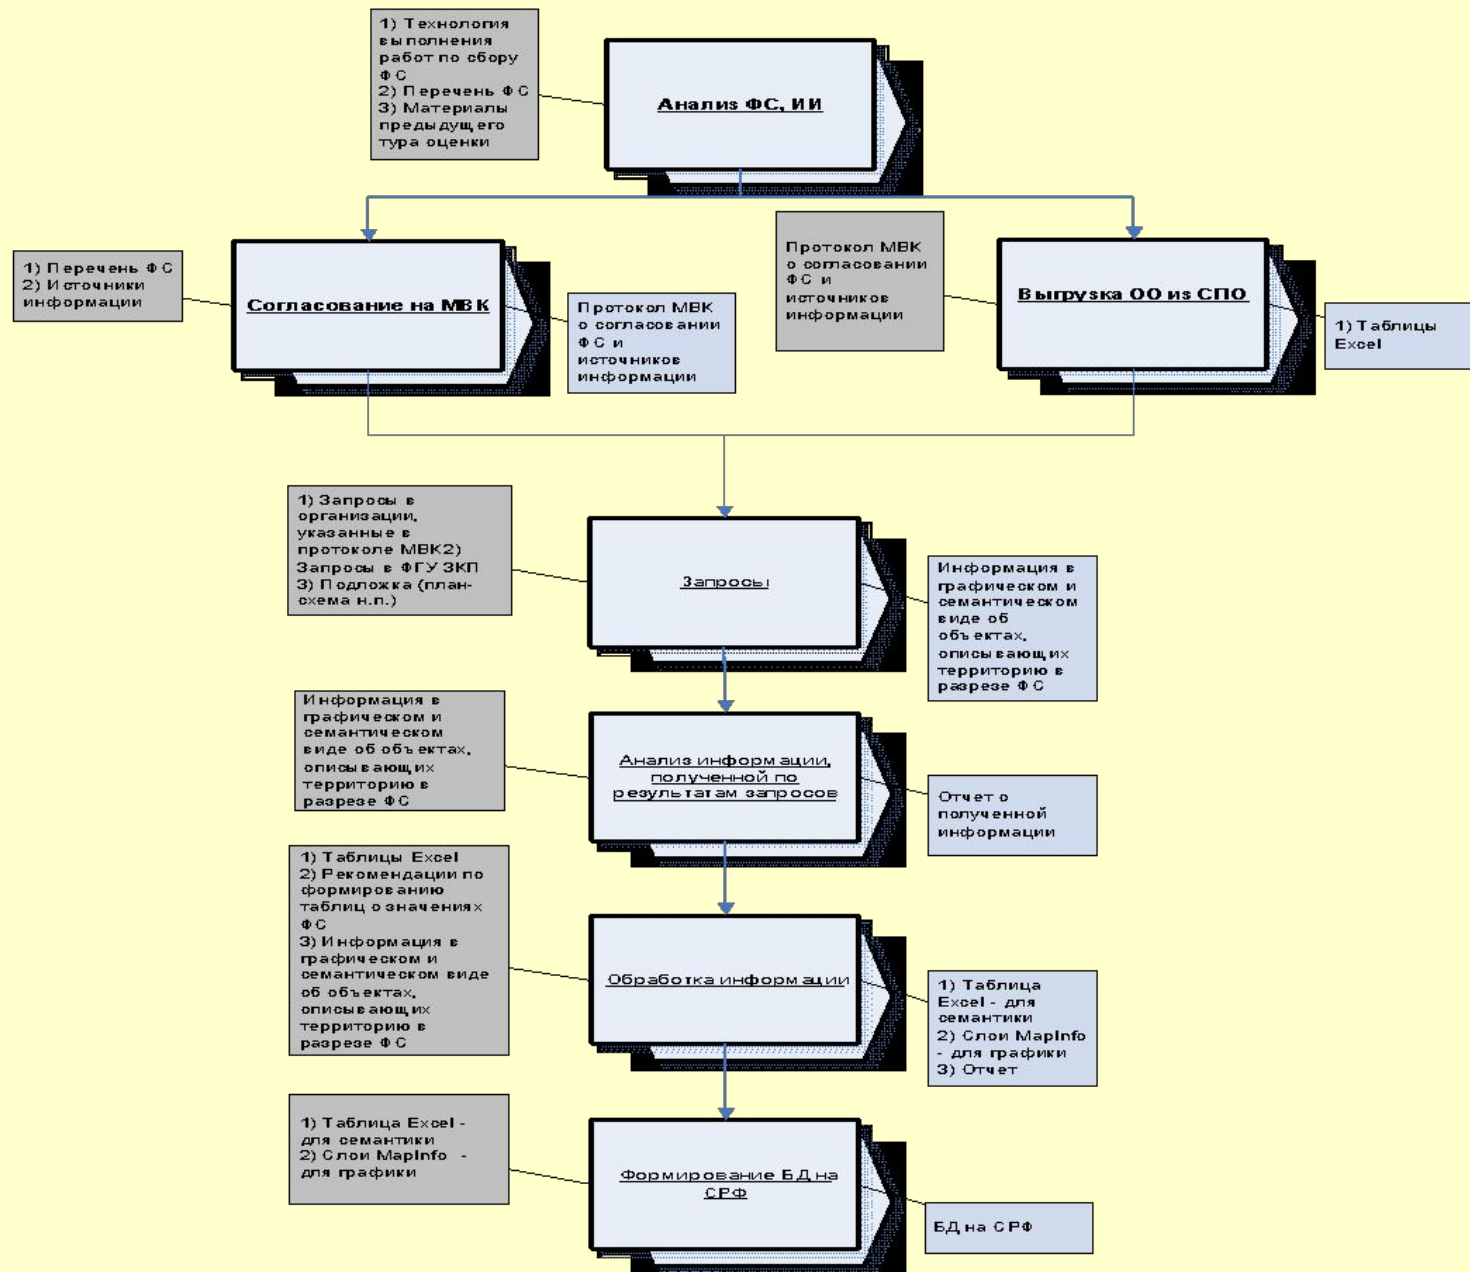 1) Технология
выполнения
работ по сбору
ФС
2) Перечень ФС
3) Материалы
предыдущего
тура оценки
Анализ ФС, ИИ
1) Перечень ФС
2) Источники
информации
Согласование на МВК
Протокол МВК
о согласовании
ФС и
источников
информации
Протокол МВК
о согласовании
ФС и
источников
информации
Выгрузка ОО из СПО
1) Таблицы
Excel
1) Запросы в
организации,
указанные в
протоколе МВК2)
Запросы в ФГУ ЗКП
3) Подложка (план-
схема н.п.)
Запросы
Информация в
графическом и
семантическом
виде об
объектах,
описывающих
территорию в
разрезе ФС
Информация в
графическом и
семантическом
виде об объектах,
описывающих
территорию в
разрезе ФС
Анализ информации,
полученной по
результатам запросов
Отчет о
полученной
информации
1) Таблицы Excel
2) Рекомендации по
формированию
таблиц о значениях
ФС
3) Информация в
графическом и
семантическом виде
об объектах,
описывающих
территорию в
разрезе ФС
Обработка информации
1) Таблица
Excel - для
семантики
2) Слои MapInfo
- для графики
3) Отчет
1) Таблица Excel -
для семантики
2) Слои MapInfo -
для графики
Формирование БД на
СРФ
БД на СРФ